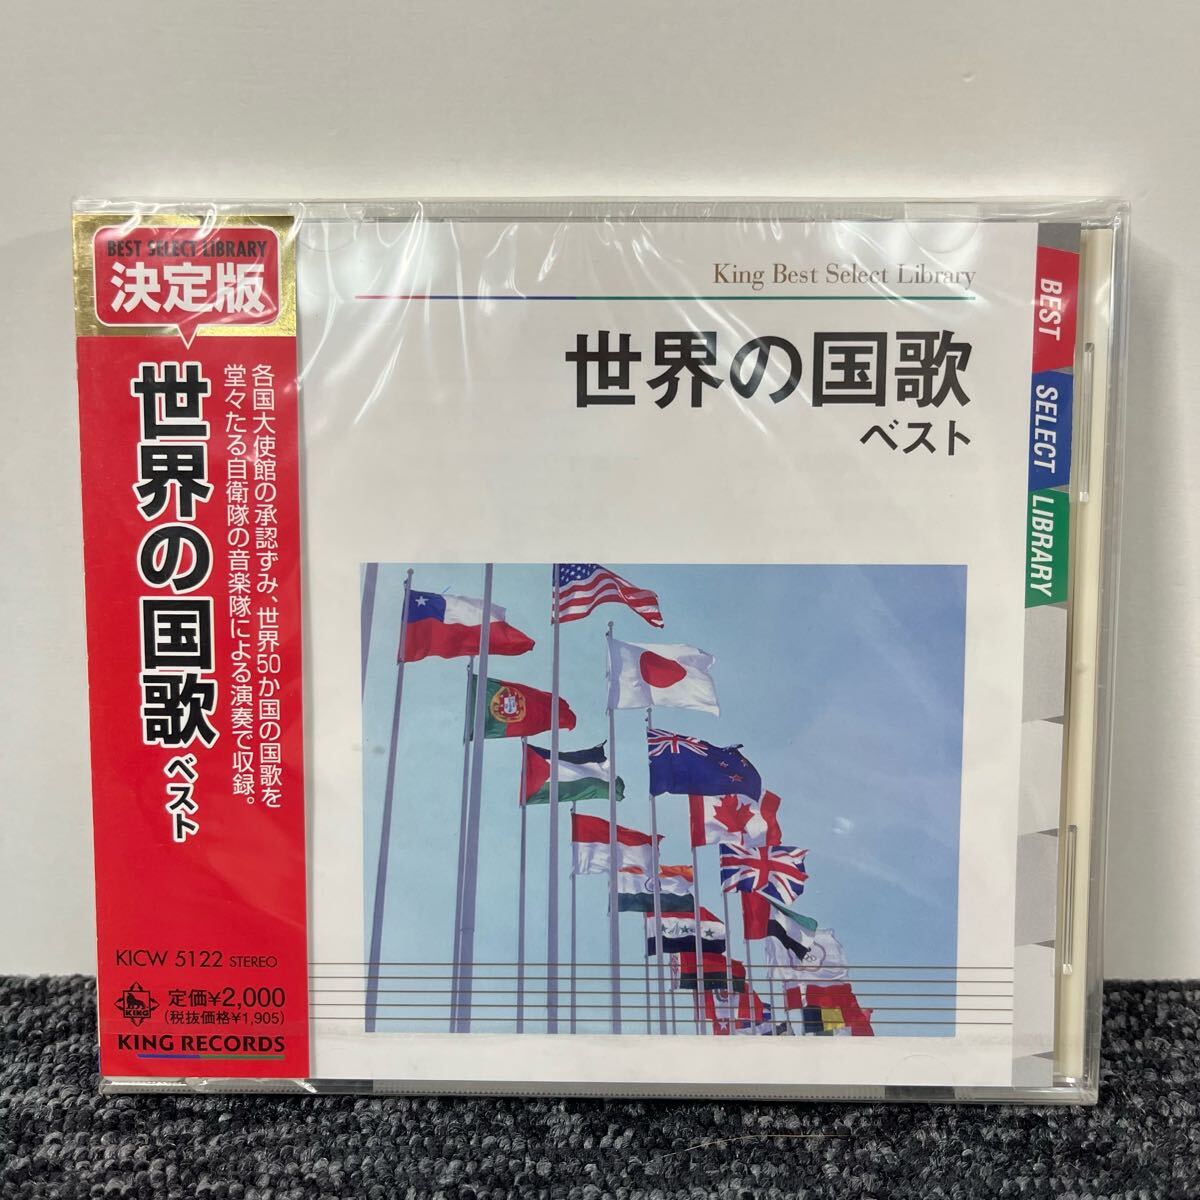 BEST SELECT LIBRARY
決定版
世界の国歌 ベスト
各国大使館の承認ずみ、世界50か国の国歌を
堂々たる自衛隊の音楽隊による演奏で収録。
KICW 5122 STEREO
KING
定価¥2,000
(税抜価格¥1,905)
KING RECORDS
King Best Select Library
世界の国歌
ベスト
BEST
SELECT
LIBRARY